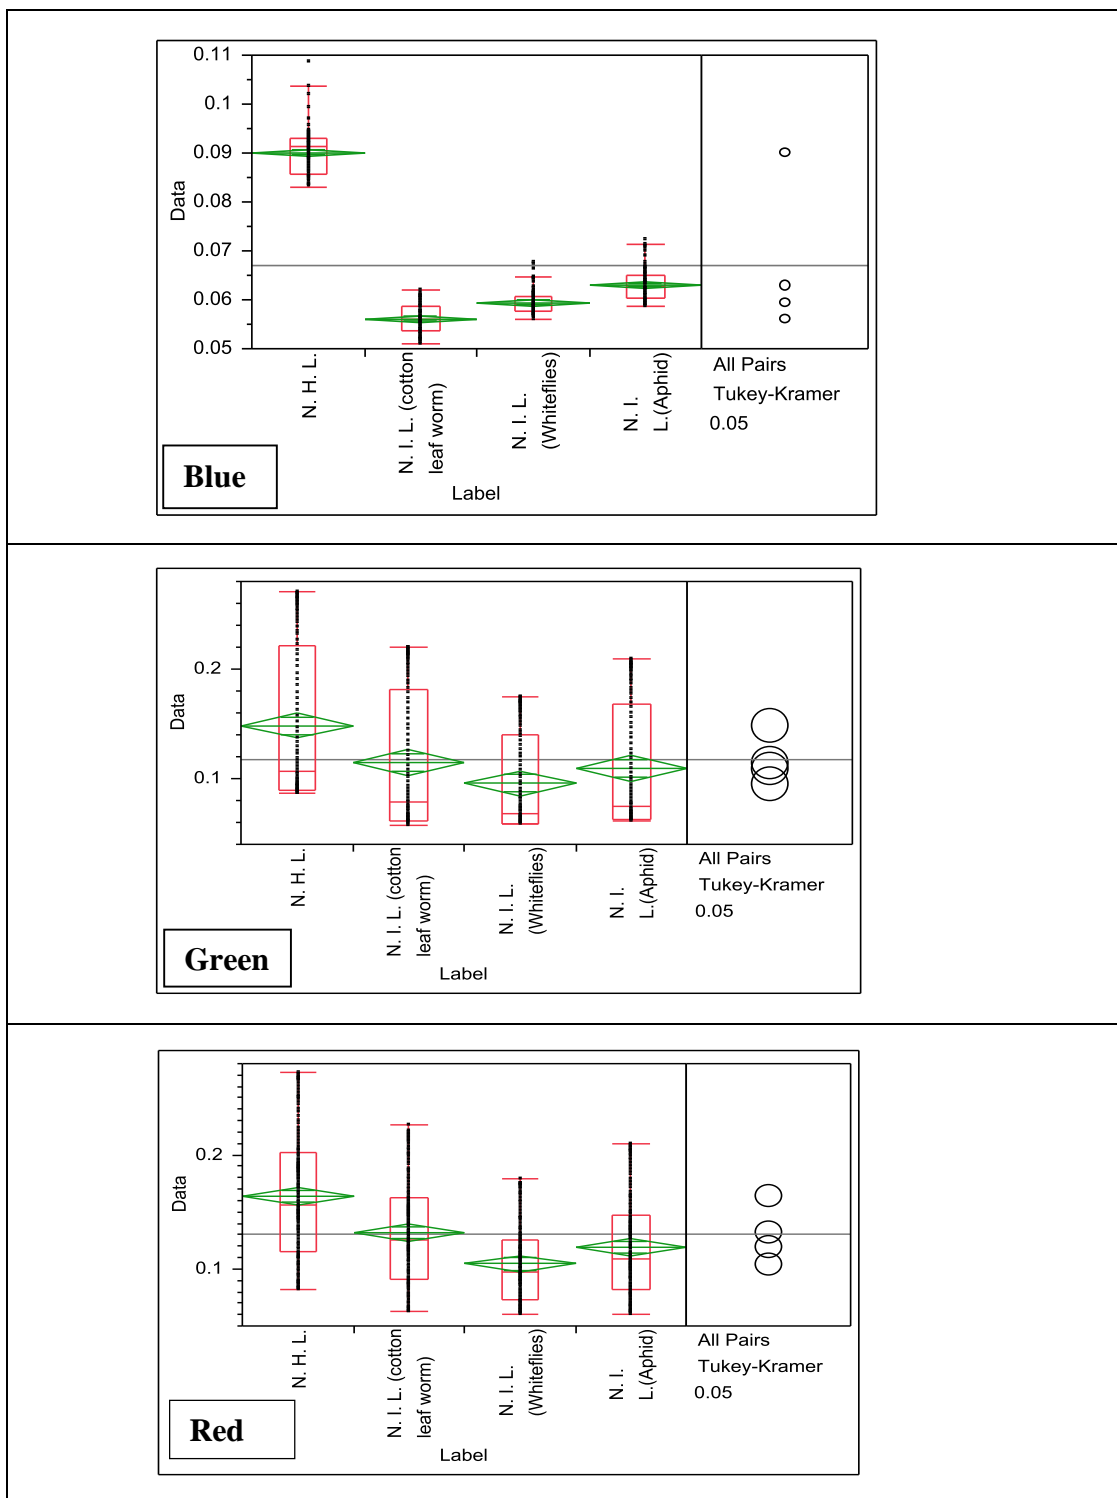 0.11
0.1
0.09
0.08
0.07
0.06
0.05
Data
N. H. L.
N. I. L. (cotton
leaf worm)
N. I. L.
(Whiteflies)
N. I.
L.(Aphid)
All Pairs
Tukey-Kramer
0.05
Label
Blue
0.2
0.1
Data
N. H. L.
N. I. L. (cotton
leaf worm)
N. I. L.
(Whiteflies)
N. I.
L.(Aphid)
All Pairs
Tukey-Kramer
0.05
Label
Green
0.2
0.1
Data
N. H. L.
N. I. L. (cotton
leaf worm)
N. I. L.
(Whiteflies)
N. I.
L.(Aphid)
All Pairs
Tukey-Kramer
0.05
Label
Red